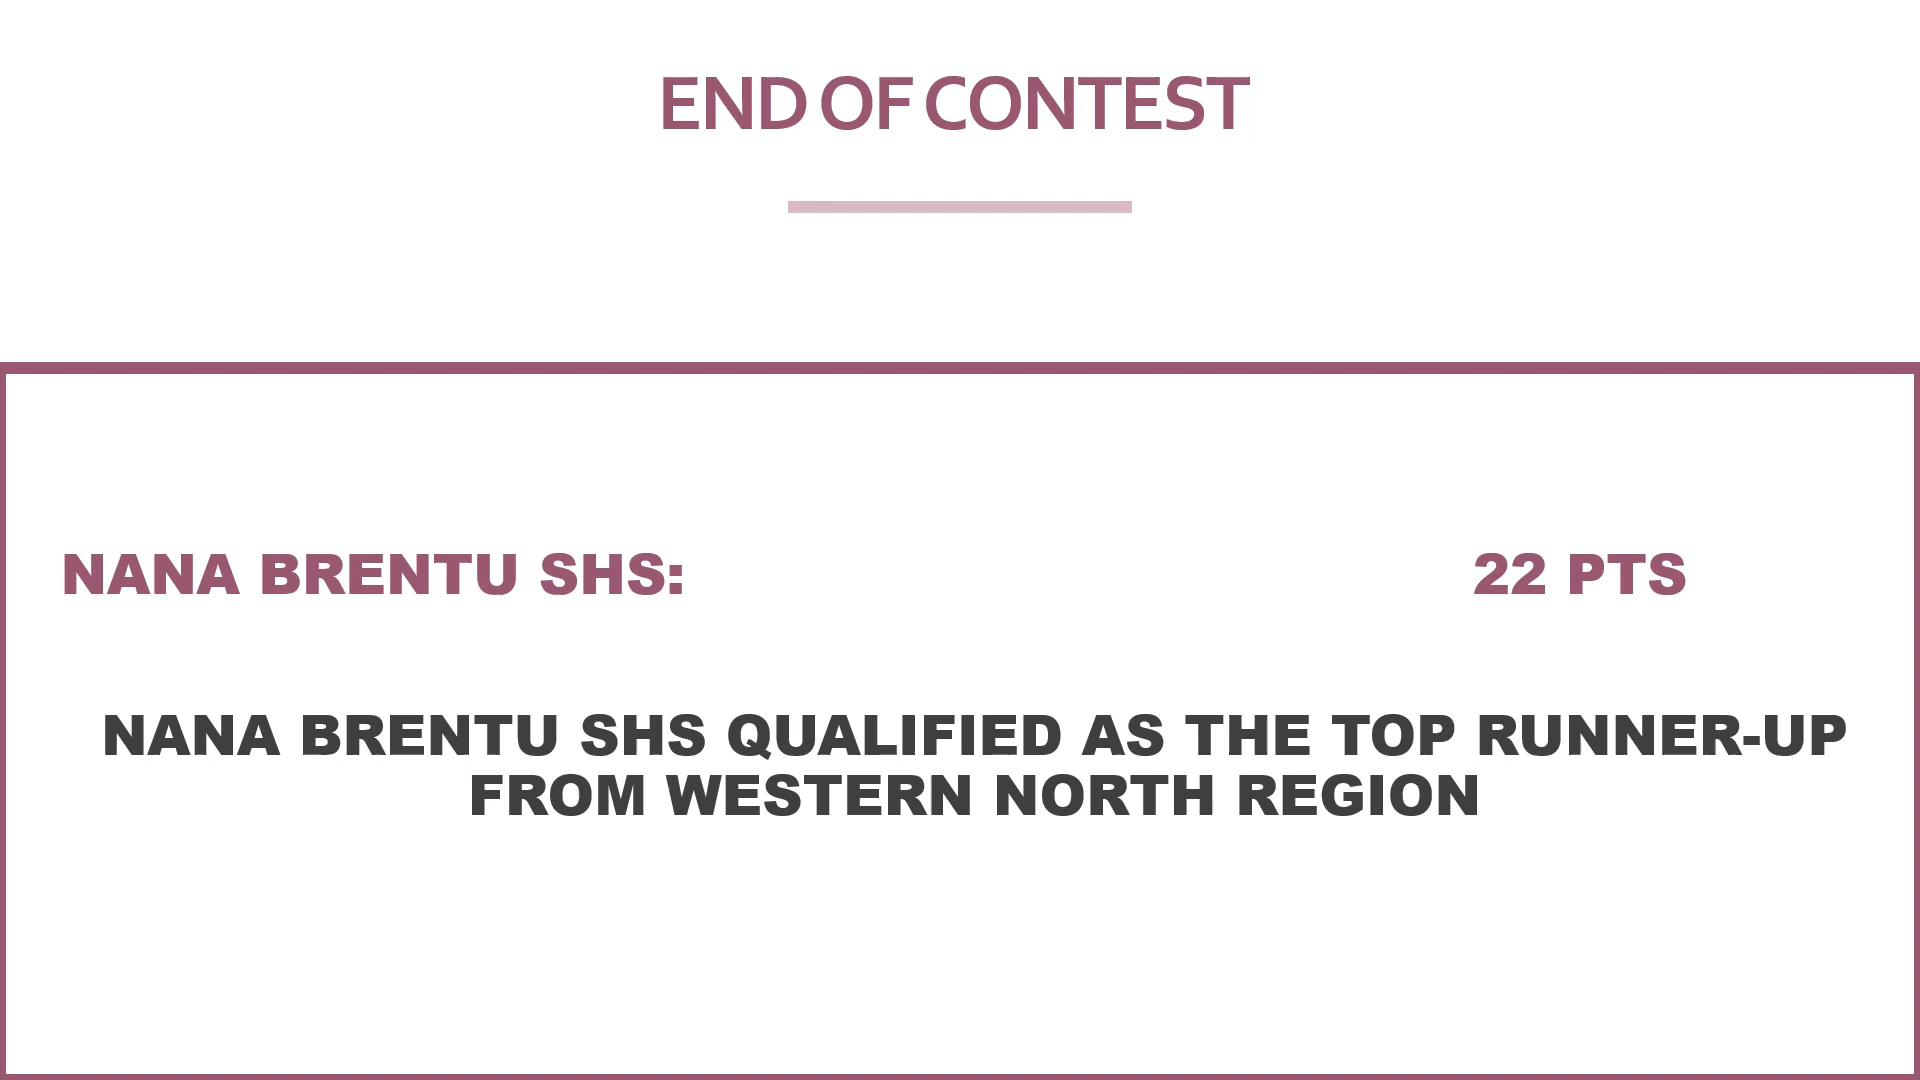 END OF CONTEST
NANA BRENTU SHS: 22 PTS
NANA BRENTU SHS QUALIFIED AS THE TOP RUNNER-UP
FROM WESTERN NORTH REGION